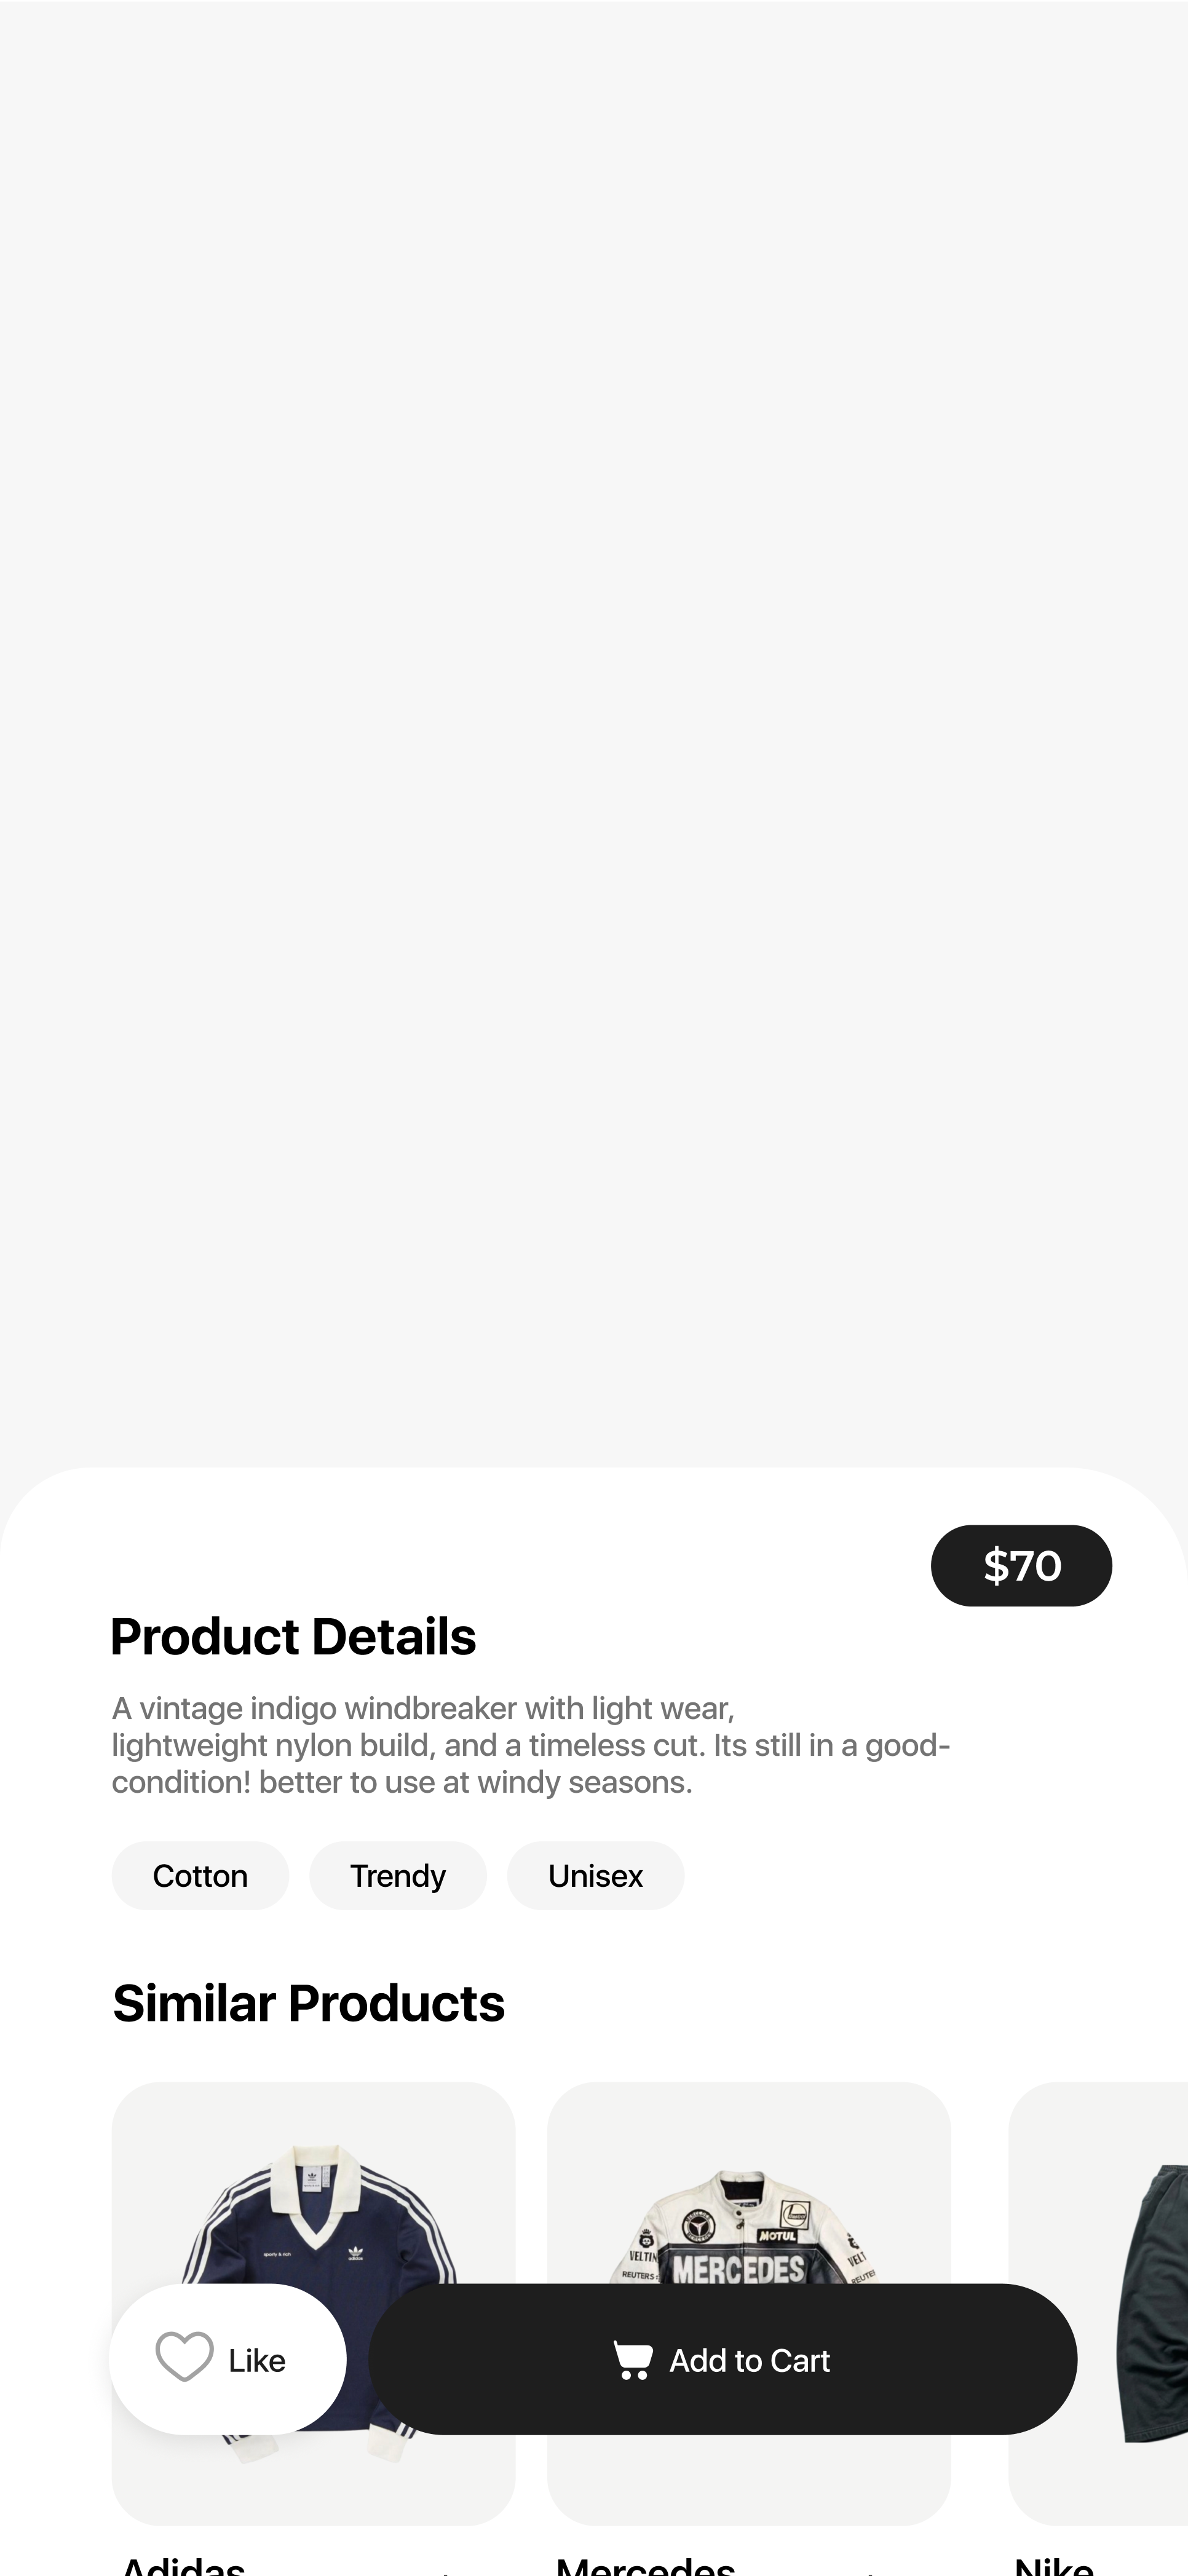 $70
Product Details
A vintage indigo windbreaker with light wear,
lightweight nylon build, and a timeless cut. Its still in a good-
condition! better to use at windy seasons.
Cotton
Trendy
Unisex
Similar Products
sporty & rich
adidas
MOTUL
MERCEDES
REUTERS
REUTERS
Like
Add to Cart
Adidas
Mercedes
Nike